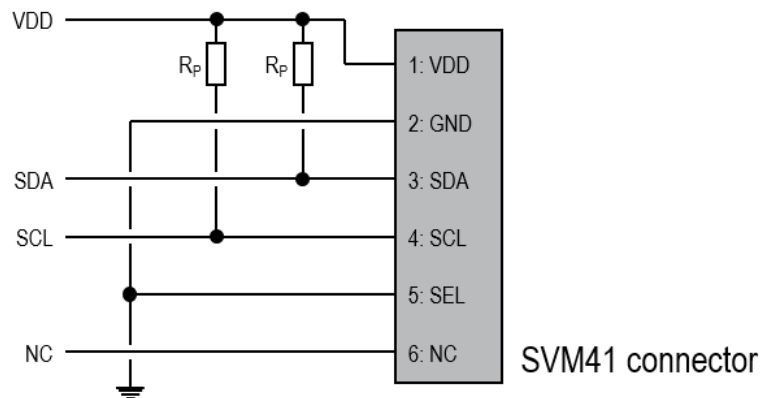 VDD
R_P R_P
1: VDD
2: GND
SDA
3: SDA
SCL
4: SCL
5: SEL
NC
6: NC
SVM41 connector